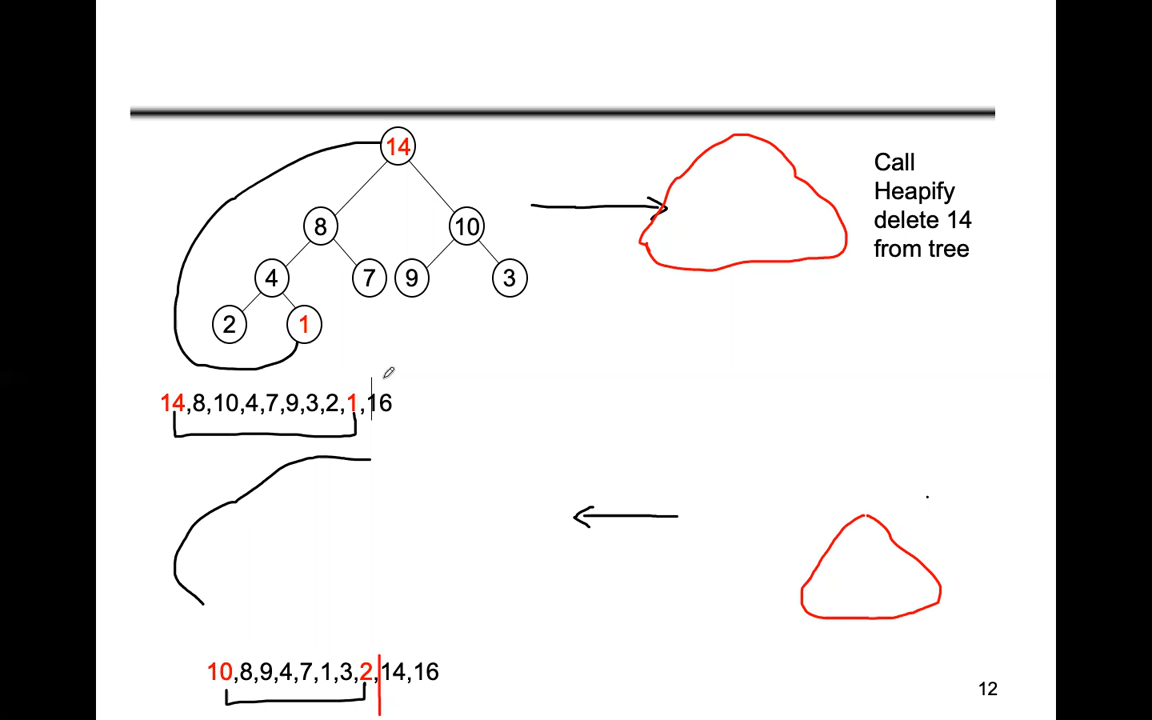 14
8 10
4 7 9 3
2 1
Call
Heapify
delete 14
from tree
14,8,10,4,7,9,3,2,1,16
10,8,9,4,7,1,3,2,14,16
12